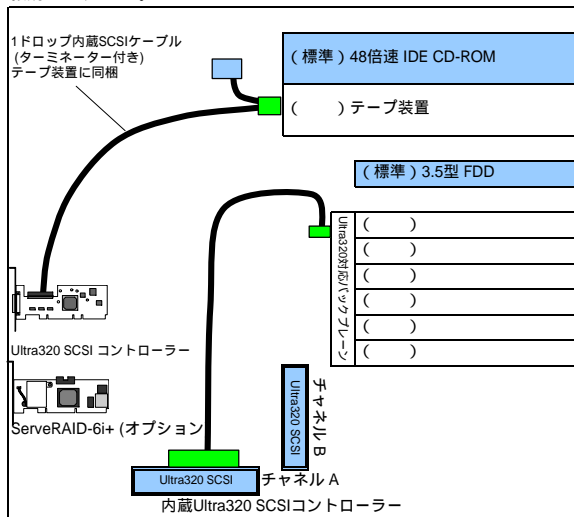 1ドロップ内蔵SCSIケーブル
(ターミネーター付き)
テープ装置に同梱
(標準) 48倍速 IDE CD-ROM
(　　) テープ装置
(標準) 3.5型 FDD
Ultra320対応バックプレーン
(　　)
(　　)
(　　)
(　　)
(　　)
(　　)
Ultra320 SCSI コントローラー
ServeRAID-6i+ (オプション
Ultra320 SCSI
チャネル B
Ultra320 SCSI
チャネル A
内蔵Ultra320 SCSIコントローラー